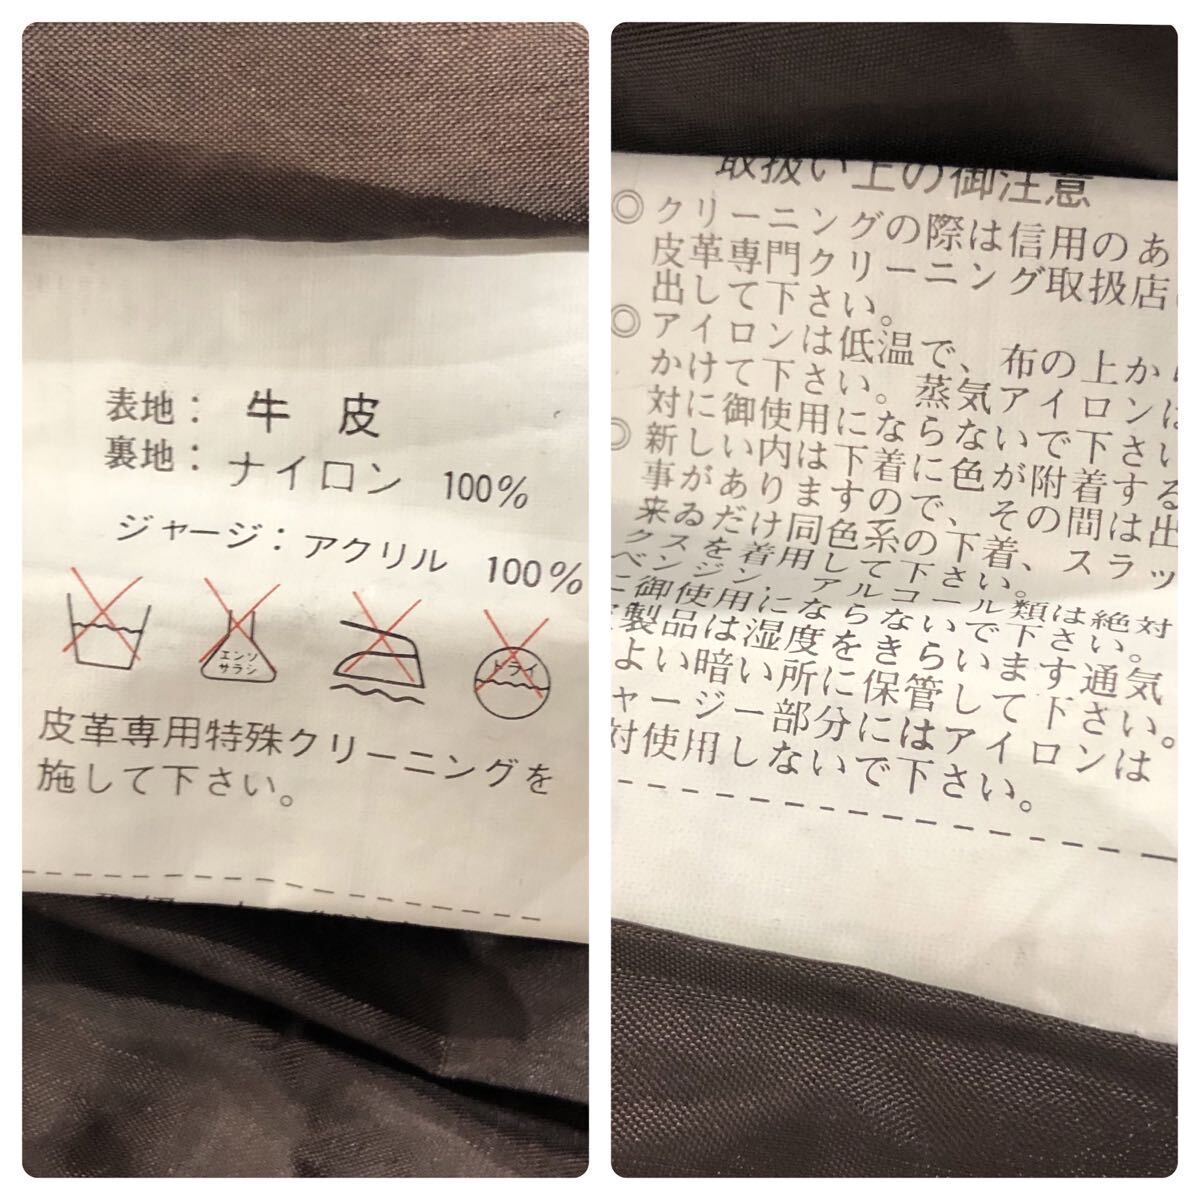 表地: 牛 皮
裏地: ナイロン 100%
ジャージ: アクリル 100%
エンソ
サラシ
ドライ
皮革専用特殊クリーニングを
施して下さい。
取扱い上の御注意
◎クリーニングの際は信用のあ
皮革専門クリーニング取扱店
出して下さい。
◎アイロンは低温で、布の上か
かけて下さい。蒸気アイロンは
対に御使用にならないで下さい
◎新しい内は下着に色が附着する
事がありますので、その間は出
来ゐだけ同色系の下着、スラッ
クスを着用して下さい。
ベンジン、アルコール類は絶対
に御使用にならないで下さい。
製品は湿度をきらいます通気
よい暗い所に保管して下さい。
ャージー部分にはアイロンは
対使用しないで下さい。